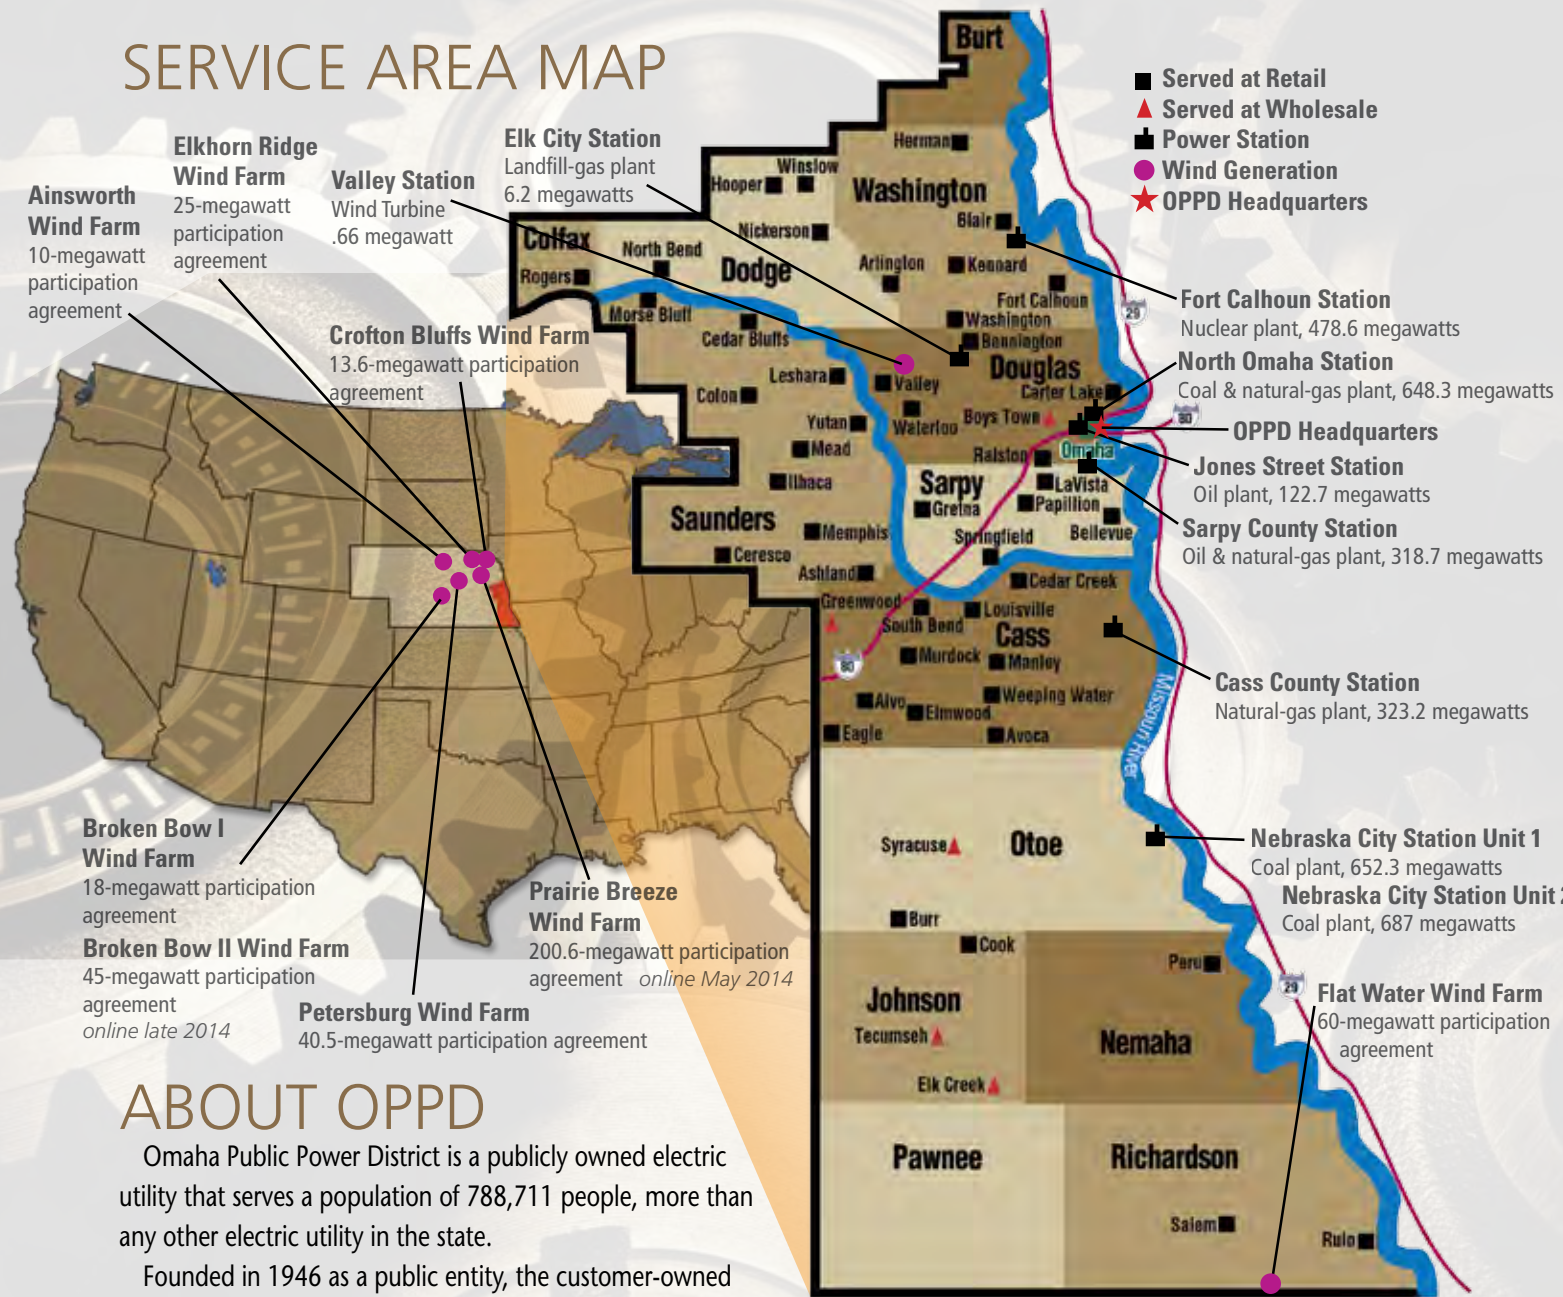 SERVICE AREA MAP
Ainsworth
Wind Farm
10-megawatt
participation
agreement
Elkhorn Ridge
Wind Farm
25-megawatt
participation
agreement
Valley Station
Wind Turbine
.66 megawatt
Elk City Station
Landfill-gas plant
6.2 megawatts
Crofton Bluffs Wind Farm
13.6-megawatt participation
agreement
Broken Bow I
Wind Farm
18-megawatt participation
agreement
Broken Bow II Wind Farm
45-megawatt participation
agreement
online late 2014
Petersburg Wind Farm
40.5-megawatt participation agreement
Prairie Breeze
Wind Farm
200.6-megawatt participation
agreement online May 2014
Served at Retail
Served at Wholesale
Power Station
Wind Generation
OPPD Headquarters
Burt
Herman
Winslow
Hooper
Washington
Blair
Nickerson
Colfax
North Bend
Dodge
Rogers
Arlington
Kennard
Fort Calhoun
Morse Bluff
Washington
Cedar Bluffs
Bennington
Douglas
Leshara
Valley
Carter Lake
Colon
Yutan
Waterloo
Boys Town
Mead
Ralston
Omaha
Ithaca
Sarpy
LaVista
Gretna
Papillion
Saunders
Memphis
Springfield
Bellevue
Ceresco
Ashland
Cedar Creek
Greenwood
Louisville
South Bend
Cass
Murdock
Manley
Alvo
Weeping Water
Elmwood
Eagle
Avoca
Missouri River
Syracuse
Otoe
Burr
Cook
Peru
Johnson
Tecumseh
Nemaha
Elk Creek
Pawnee
Richardson
Salem
Rulo
29
80
80
29
Fort Calhoun Station
Nuclear plant, 478.6 megawatts
North Omaha Station
Coal & natural-gas plant, 648.3 megawatts
OPPD Headquarters
Jones Street Station
Oil plant, 122.7 megawatts
Sarpy County Station
Oil & natural-gas plant, 318.7 megawatts
Cass County Station
Natural-gas plant, 323.2 megawatts
Nebraska City Station Unit 1
Coal plant, 652.3 megawatts
Nebraska City Station Unit 2
Coal plant, 687 megawatts
Flat Water Wind Farm
60-megawatt participation
agreement
ABOUT OPPD
Omaha Public Power District is a publicly owned electric
utility that serves a population of 788,711 people, more than
any other electric utility in the state.
Founded in 1946 as a public entity, the customer-owned